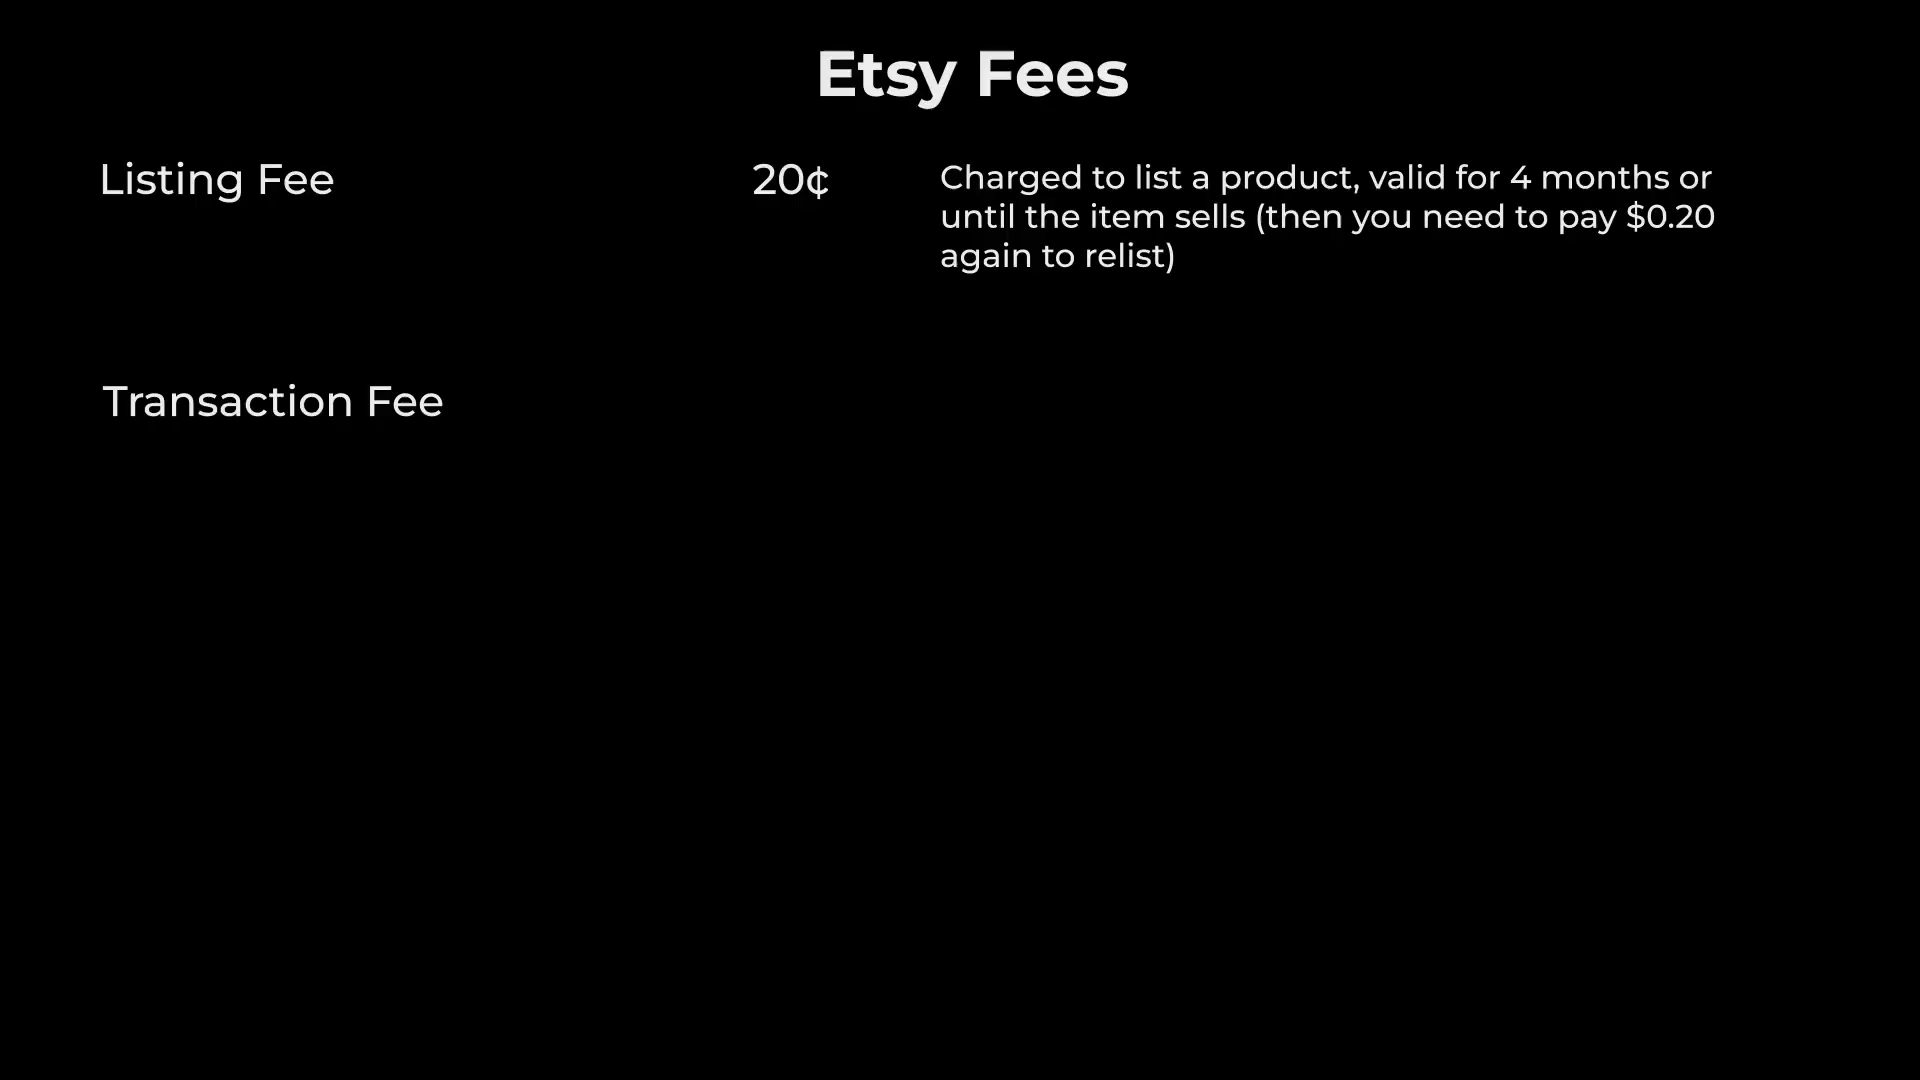 Etsy Fees
Listing Fee
20¢
Charged to list a product, valid for 4 months or
until the item sells (then you need to pay $0.20
again to relist)
Transaction Fee